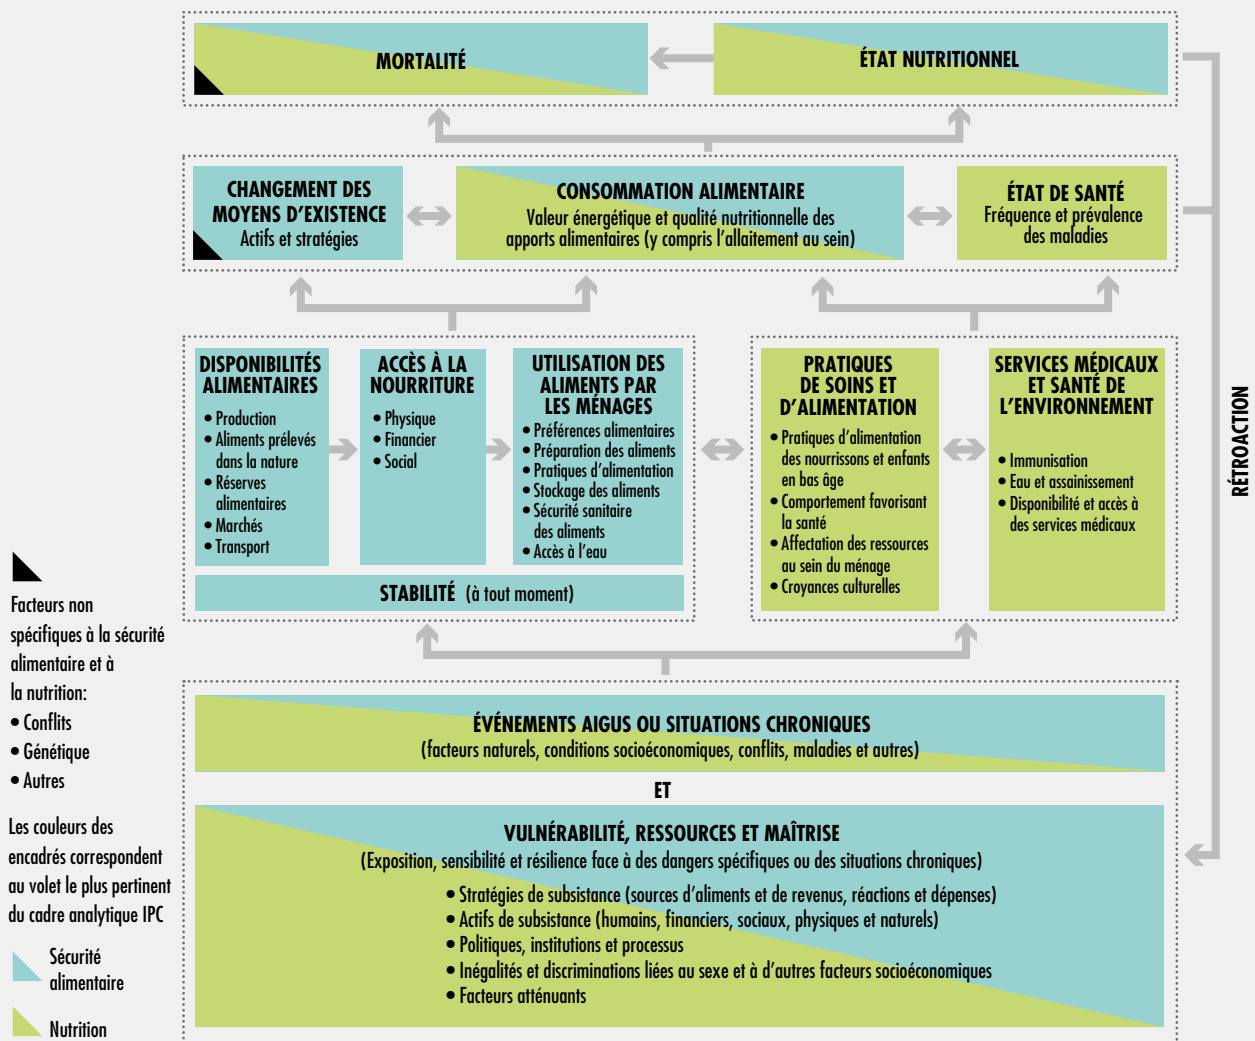 MORTALITÉ
ÉTAT NUTRITIONNEL
CHANGEMENT DES
MOYENS D'EXISTENCE
Actifs et stratégies
CONSOMMATION ALIMENTAIRE
Valeur énergétique et qualité nutritionnelle des
apports alimentaires (y compris l'allaitement au sein)
ÉTAT DE SANTÉ
Fréquence et prévalence
des maladies
DISPONIBILITÉS
ALIMENTAIRES
• Production
• Aliments prélevés
dans la nature
• Réserves
alimentaires
• Marchés
• Transport
ACCÈS À LA
NOURRITURE
• Physique
• Financier
• Social
UTILISATION DES
ALIMENTS PAR
LES MÉNAGES
• Préférences alimentaires
• Préparation des aliments
• Pratiques d'alimentation
• Stockage des aliments
• Sécurité sanitaire
des aliments
• Accès à l'eau
STABILITÉ (à tout moment)
PRATIQUES
DE SOINS ET
D'ALIMENTATION
• Pratiques d'alimentation
des nourrissons et enfants
en bas âge
• Comportement favorisant
la santé
• Affectation des ressources
au sein du ménage
• Croyances culturelles
SERVICES MÉDICAUX
ET SANTÉ DE
L'ENVIRONNEMENT
• Immunisation
• Eau et assainissement
• Disponibilité et accès à
des services médicaux
RÉTROACTION
ÉVÉNEMENTS AIGUS OU SITUATIONS CHRONIQUES
(facteurs naturels, conditions socioéconomiques, conflits, maladies et autres)
ET
VULNÉRABILITÉ, RESSOURCES ET MAÎTRISE
(Exposition, sensibilité et résilience face à des dangers spécifiques ou des situations chroniques)
• Stratégies de subsistance (sources d'aliments et de revenus, réactions et dépenses)
• Actifs de subsistance (humains, financiers, sociaux, physiques et naturels)
• Politiques, institutions et processus
• Inégalités et discriminations liées au sexe et à d'autres facteurs socioéconomiques
• Facteurs atténuants
Facteurs non
spécifiques à la sécurité
alimentaire et à
la nutrition:
• Conflits
• Génétique
• Autres
Les couleurs des
encadrés correspondent
au volet le plus pertinent
du cadre analytique IPC
Sécurité
alimentaire
Nutrition